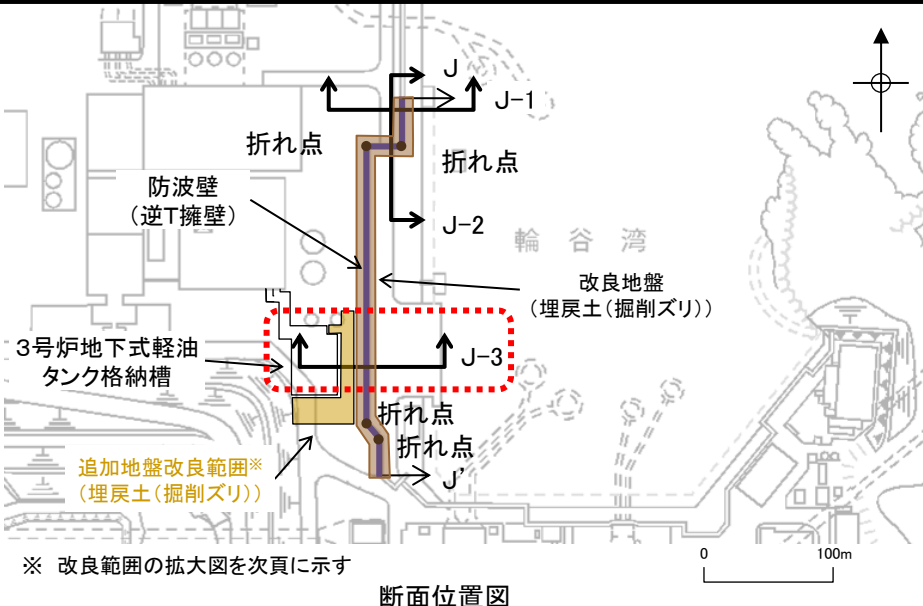 J
J-1
折れ点
折れ点
防波壁
（逆T擁壁）
J-2
輪谷湾
改良地盤
（埋戻土（掘削ズリ））
3号炉地下式軽油
タンク格納槽
J-3
折れ点
折れ点
追加地盤改良範囲※
（埋戻土（掘削ズリ））
J’
※ 改良範囲の拡大図を次頁に示す
0 100m
断面位置図